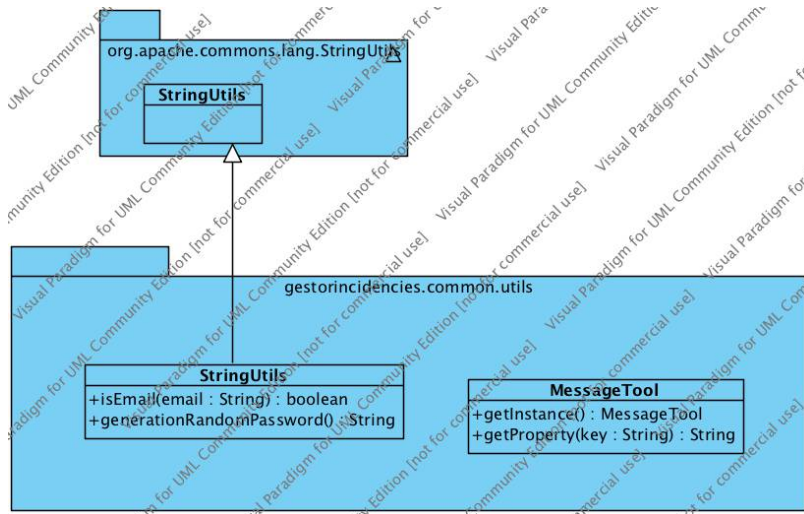 org.apache.commons.lang.StringUtils
StringUtils
gestorincidencies.common.utils
StringUtils
+isEmail(email : String) : boolean
+generationRandomPassword() : String
MessageTool
+getInstance() : MessageTool
+getProperty(key : String) : String
Visual Paradigm for UML Community Edition [not for commercial use]